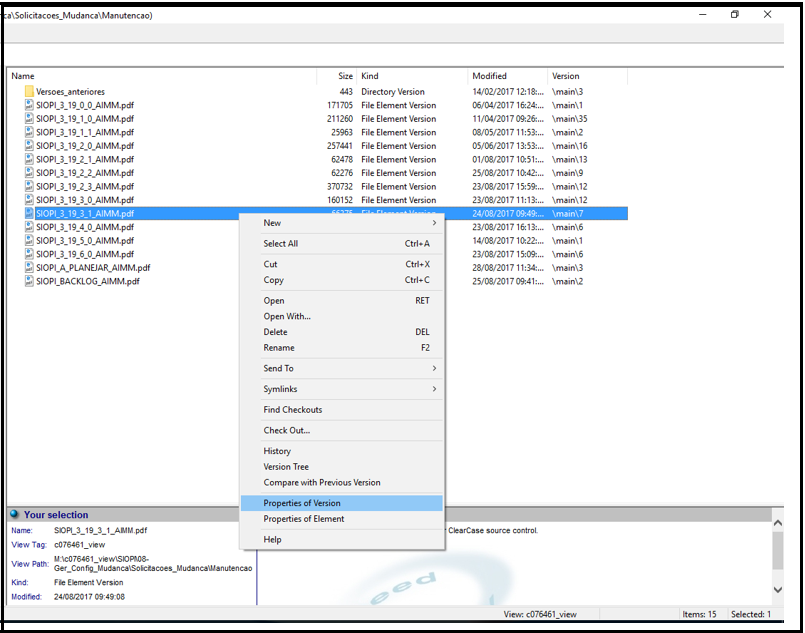 ca\Solicitacoes_Mudanca\Manutencao)
Name Size Kind Modified Version
Versoes_anteriores 443 Directory Version 14/02/2017 12:18:... \main\3
SIOPI_3_19_0_0_AIMM.pdf 171705 File Element Version 06/04/2017 16:24:... \main\1
SIOPI_3_19_1_0_AIMM.pdf 211260 File Element Version 11/04/2017 09:26:... \main\35
SIOPI_3_19_1_1_AIMM.pdf 25963 File Element Version 08/05/2017 11:53:... \main\2
SIOPI_3_19_2_0_AIMM.pdf 257441 File Element Version 05/06/2017 13:53:... \main\16
SIOPI_3_19_2_1_AIMM.pdf 62478 File Element Version 01/08/2017 10:51:... \main\13
SIOPI_3_19_2_2_AIMM.pdf 62276 File Element Version 25/08/2017 10:42:... \main\9
SIOPI_3_19_2_3_AIMM.pdf 370732 File Element Version 23/08/2017 15:59:... \main\12
SIOPI_3_19_3_0_AIMM.pdf 160152 File Element Version 23/08/2017 11:13:... \main\12
SIOPI_3_19_3_1_AIMM.pdf File Element Version 24/08/2017 09:49:... \main\7
SIOPI_3_19_4_0_AIMM.pdf 23/08/2017 16:13:... \main\6
SIOPI_3_19_5_0_AIMM.pdf 14/08/2017 10:22:... \main\1
SIOPI_3_19_6_0_AIMM.pdf 23/08/2017 15:09:... \main\6
SIOPI_A_PLANEJAR_AIMM.pdf 28/08/2017 11:34:... \main\3
SIOPI_BACKLOG_AIMM.pdf 25/08/2017 09:41:... \main\2
New
Select All Ctrl+A
Cut Ctrl+X
Copy Ctrl+C
Open RET
Open With...
Delete DEL
Rename F2
Send To
Symlinks
Find Checkouts
Check Out...
History
Version Tree
Compare with Previous Version
Properties of Version
Properties of Element
Help
Your selection
Name: SIOPI_3_19_3_1_AIMM.pdf
ClearCase source control.
View Tag: c076461_view
View Path: M:\c076461_view\SIOPI\08-
Ger_Config_Mudanca\Solicitacoes_Mudanca\Manutencao
Kind: File Element Version
Modified: 24/08/2017 09:49:08
eed
View: c076461_view Items: 15 Selected: 1